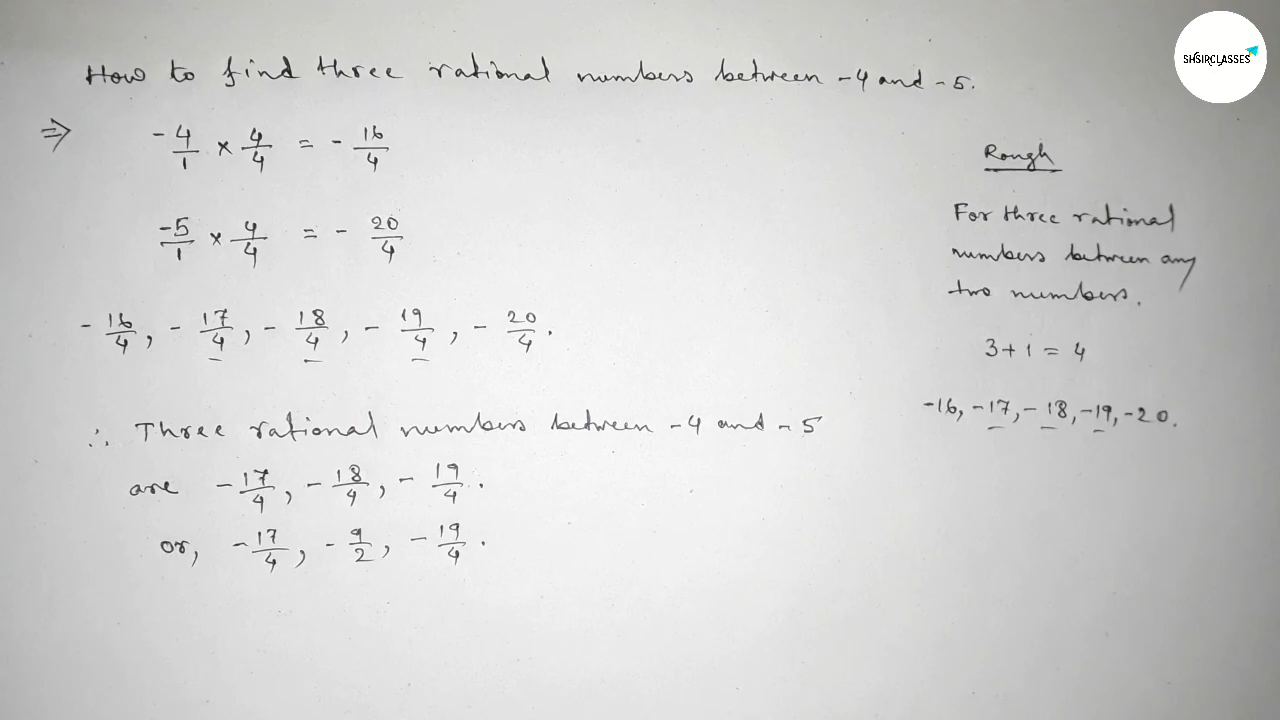 How to find three rational numbers between -4 and -5.
SHSIRCLASSES
⇒ -4/1 × 4/4 = - 16/4
-5/1 × 4/4 = - 20/4
- 16/4, - 17/4, - 18/4, - 19/4, - 20/4.
∴ Three rational numbers between -4 and -5
are - 17/4, - 18/4, - 19/4.
or, - 17/4, - 9/2, - 19/4.
Rough
For three rational
numbers between any
two numbers.
3+1 = 4
-16, -17, -18, -19, -20.